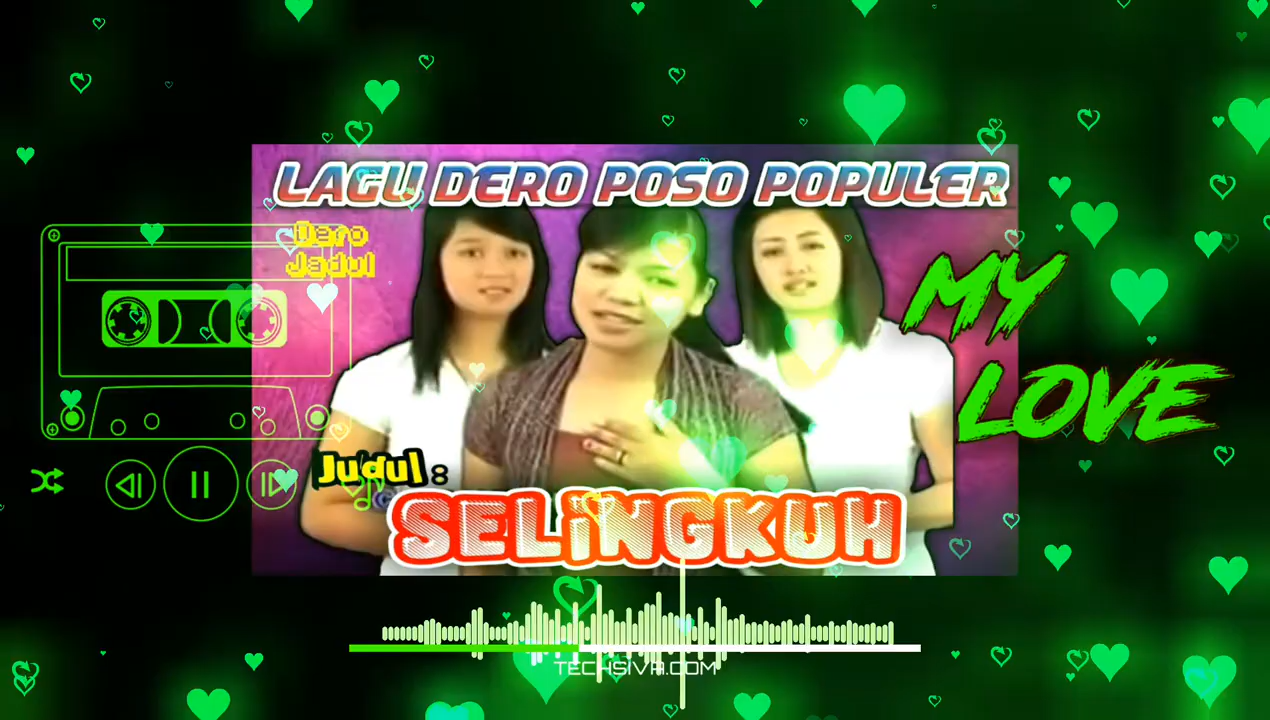 LAGU DERO POSO POPULER
Dero
Jadul
MY
LOVE
Judul :
SELINGKUH
TECHSIVA.COM